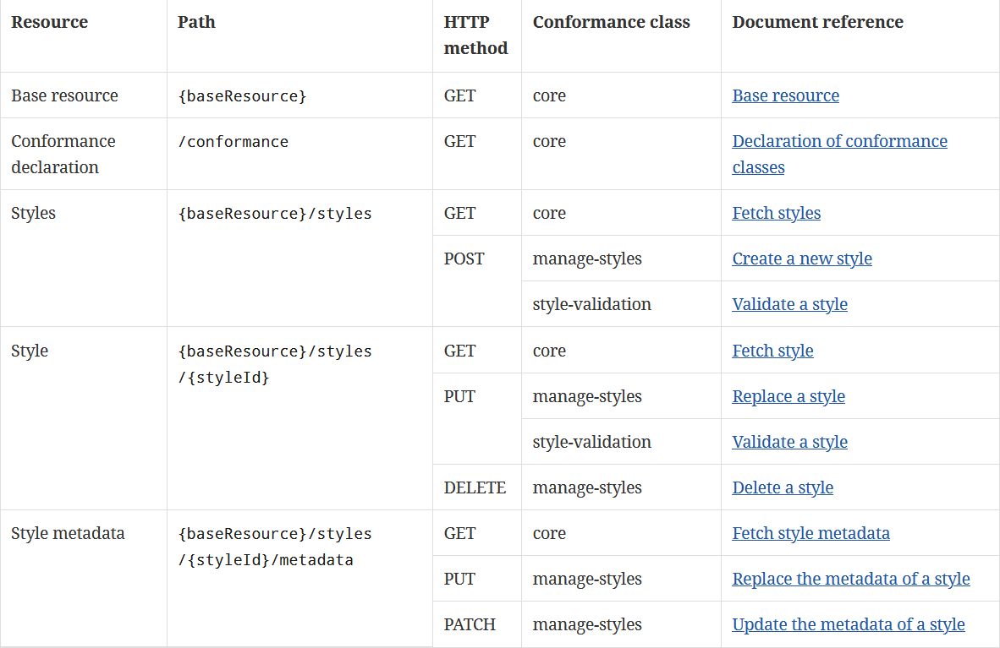 Resource Path HTTP method Conformance class Document reference
Base resource {baseResource} GET core Base resource
Conformance declaration /conformance GET core Declaration of conformance classes
Styles {baseResource}/styles GET core Fetch styles
POST manage-styles Create a new style
style-validation Validate a style
Style {baseResource}/styles/{styleId} GET core Fetch style
PUT manage-styles Replace a style
style-validation Validate a style
DELETE manage-styles Delete a style
Style metadata {baseResource}/styles/{styleId}/metadata GET core Fetch style metadata
PUT manage-styles Replace the metadata of a style
PATCH manage-styles Update the metadata of a style